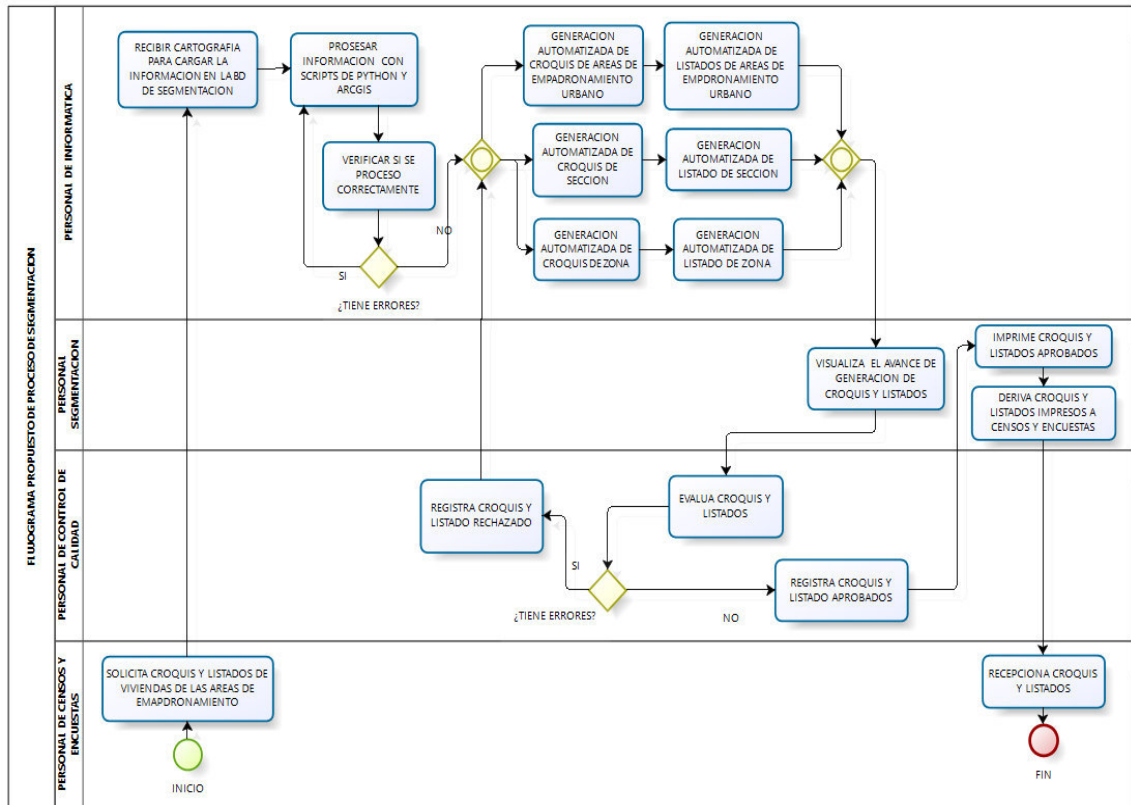 FLUJOGRAMA PROPUESTO DE PROCESO DE SEGMENTACION
PERSONAL DE INFORMATICA
RECIBIR CARTOGRAFIA
PARA CARGAR LA
INFORMACION EN LA BD
DE SEGMENTACION
PROSESAR
INFORMACION CON
SCRIPTS DE PYTHON Y
ARCGIS
VERIFICAR SI SE
PROCESO
CORRECTAMENTE
SI
NO
¿TIENE ERRORES?
GENERACION
AUTOMATIZADA DE
CROQUIS DE AREAS DE
EMPADRONAMIENTO
URBANO
GENERACION
AUTOMATIZADA DE
LISTADOS DE AREAS DE
EMPDRONAMIENTO
URBANO
GENERACION
AUTOMATIZADA DE
CROQUIS DE
SECCION
GENERACION
AUTOMATIZADA DE
LISTADO DE SECCION
GENERACION
AUTOMATIZADA DE
CROQUIS DE ZONA
GENERACION
AUTOMATIZADA DE
LISTADO DE ZONA
PERSONAL
SEGMENTACION
VISUALIZA EL AVANCE DE
GENERACION DE
CROQUIS Y LISTADOS
IMPRIME CROQUIS Y
LISTADOS APROBADOS
DERIVA CROQUIS Y
LISTADOS IMPRESOS A
CENSOS Y ENCUESTAS
PERSONAL DE CONTROL DE
CALIDAD
REGISTRA CROQUIS Y
LISTADO RECHAZADO
EVALUA CROQUIS Y
LISTADOS
SI
¿TIENE ERRORES?
NO
REGISTRA CROQUIS Y
LISTADO APROBADOS
PERSONAL DE CENSOS Y
ENCUESTAS
SOLICITA CROQUIS Y LISTADOS DE
VIVIENDAS DE LAS AREAS DE
EMAPDRONAMIENTO
INICIO
RECEPCIONA CROQUIS
Y LISTADOS
FIN